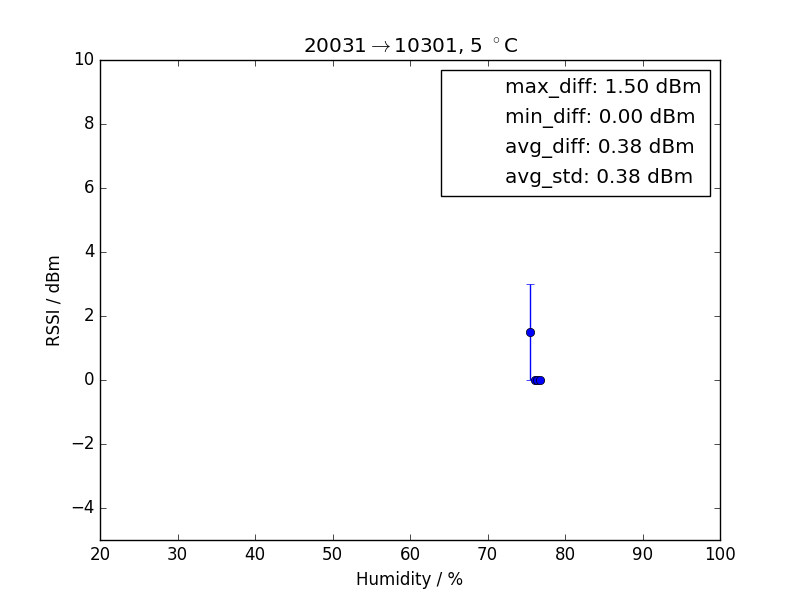 20031→10301, 5 °C
max_diff: 1.50 dBm
min_diff: 0.00 dBm
avg_diff: 0.38 dBm
avg_std: 0.38 dBm
10
8
6
4
2
0
−2
−4
RSSI / dBm
20 30 40 50 60 70 80 90 100
Humidity / %